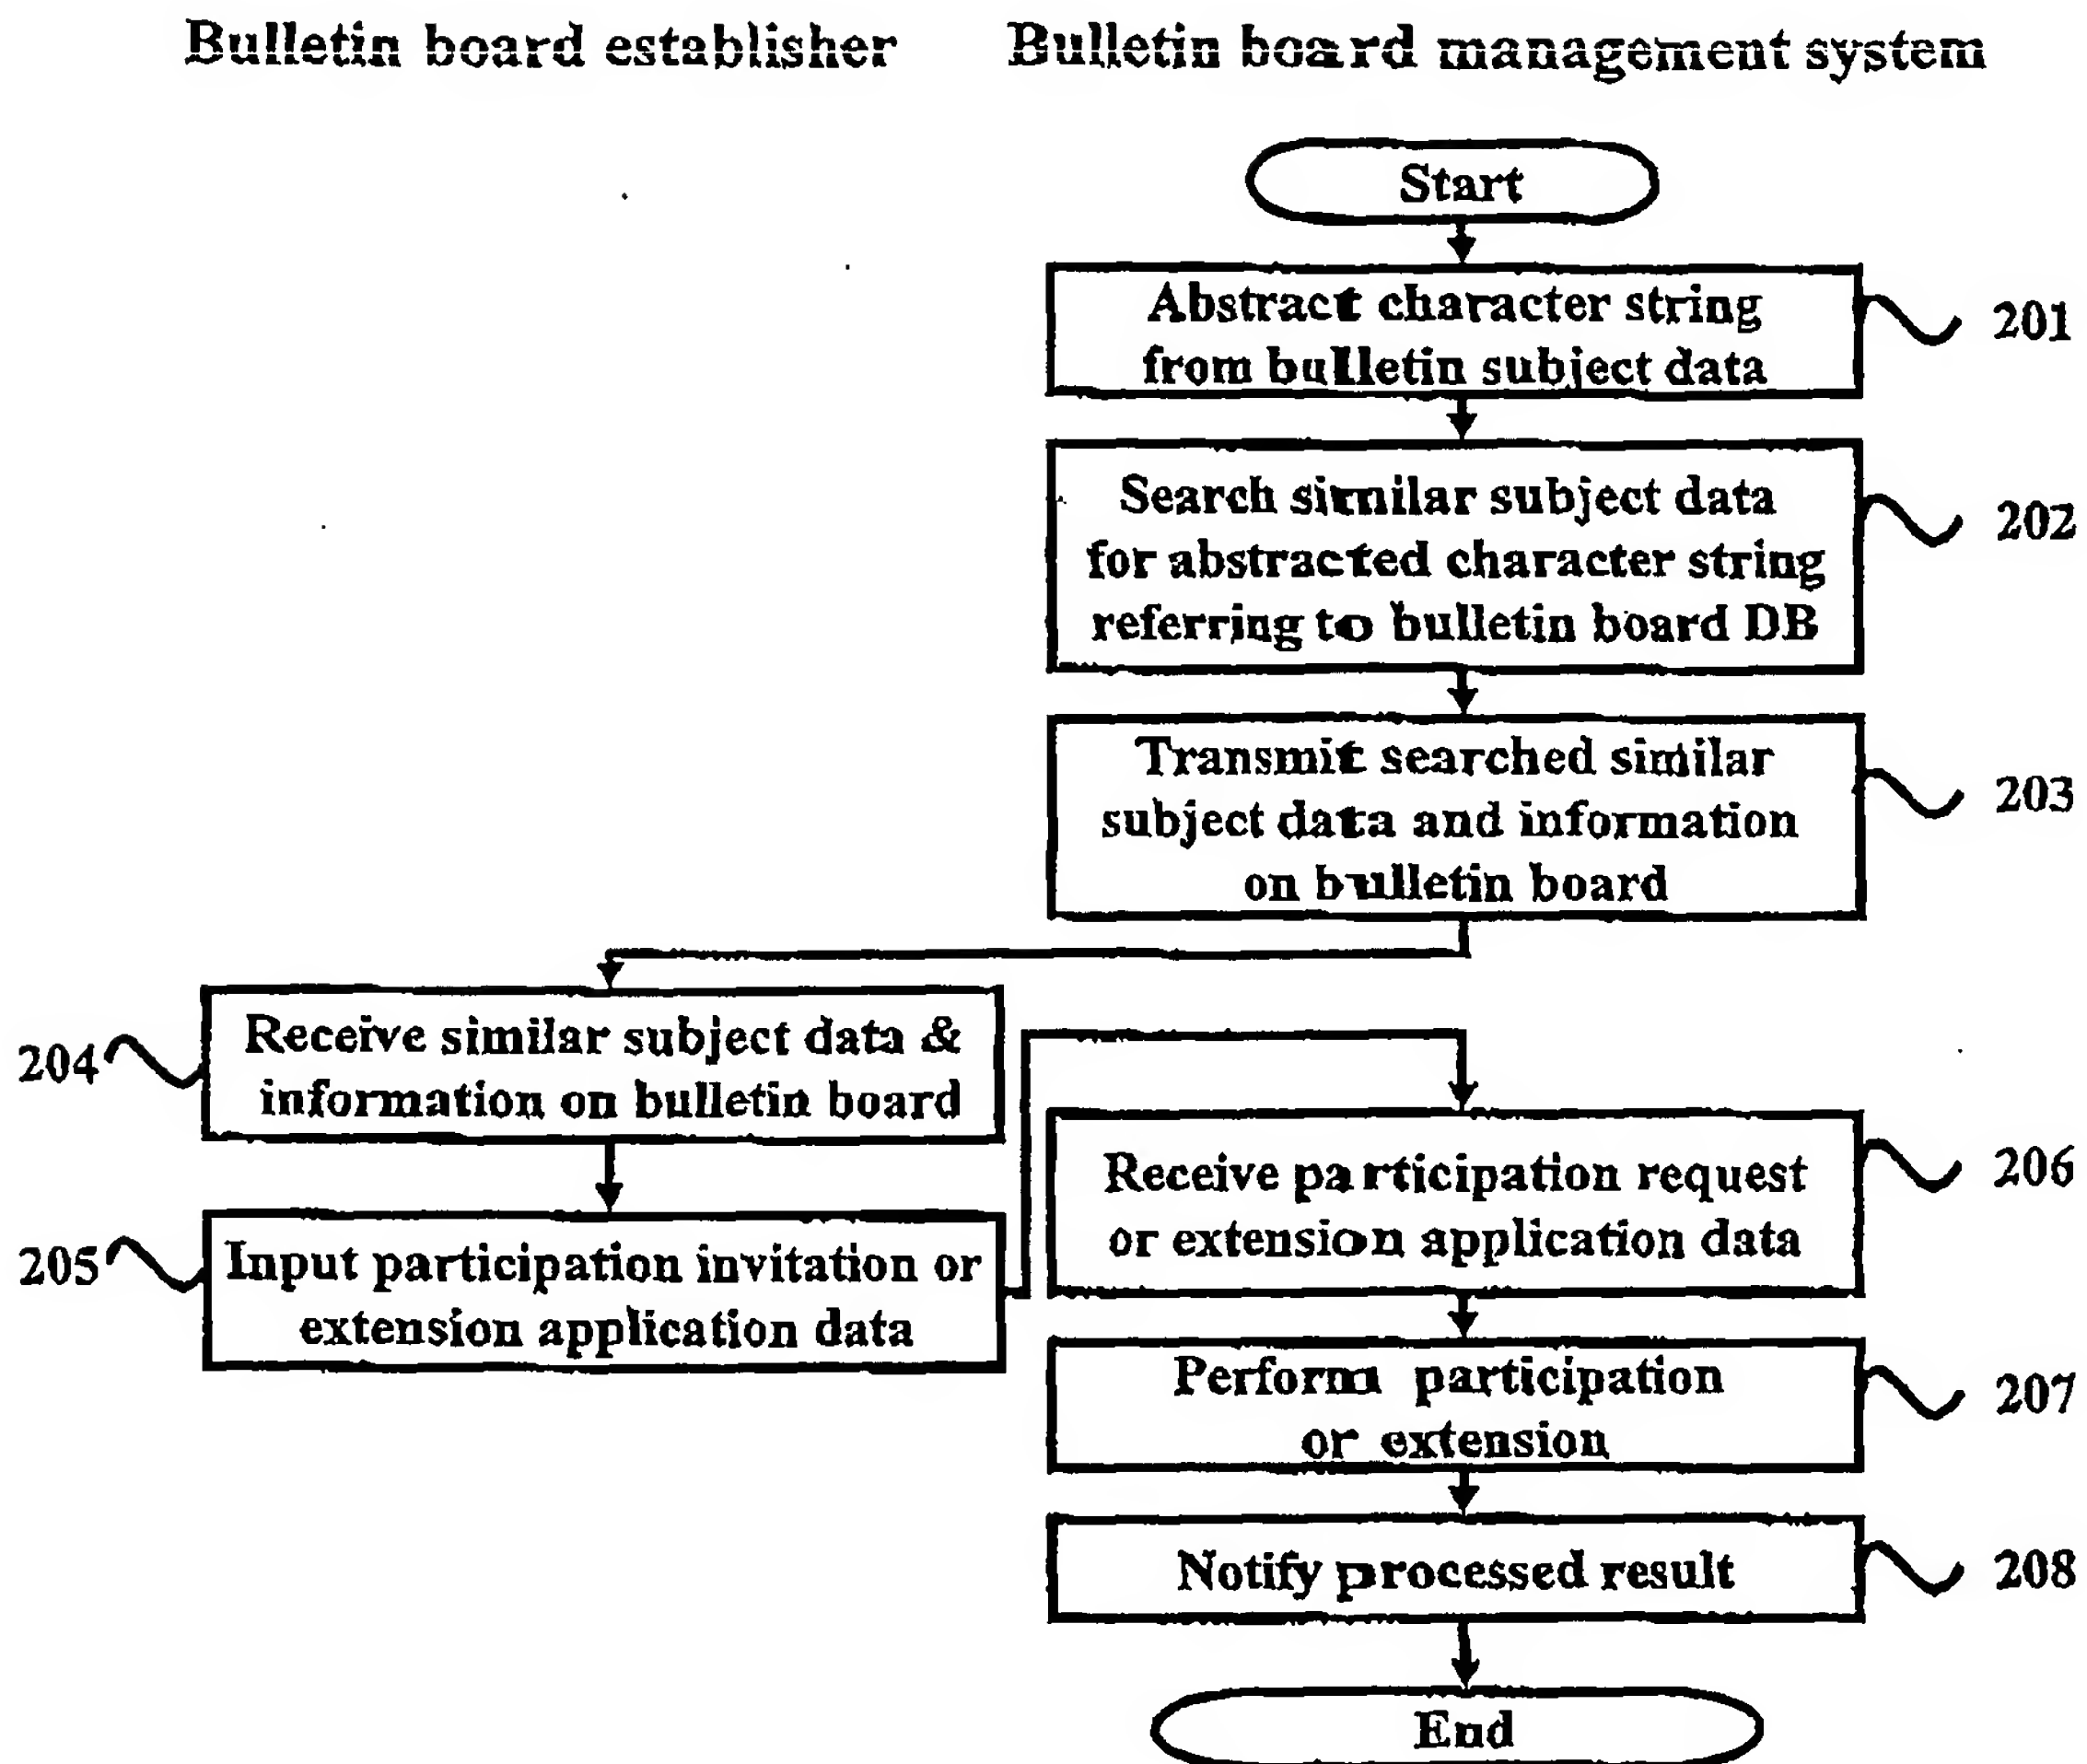 Bulletin board establisher
Bulletin board management system
Start
Abstract character string
from bulletin subject data
201
Search similar subject data
for abstracted character string
referring to bulletin board DB
202
Transmit searched similar
subject data and information
on bulletin board
203
204
Receive similar subject data &
information on bulletin board
205
Input participation invitation or
extension application data
Receive participation request
or extension application data
206
Perform participation
or extension
207
Notify processed result
208
End